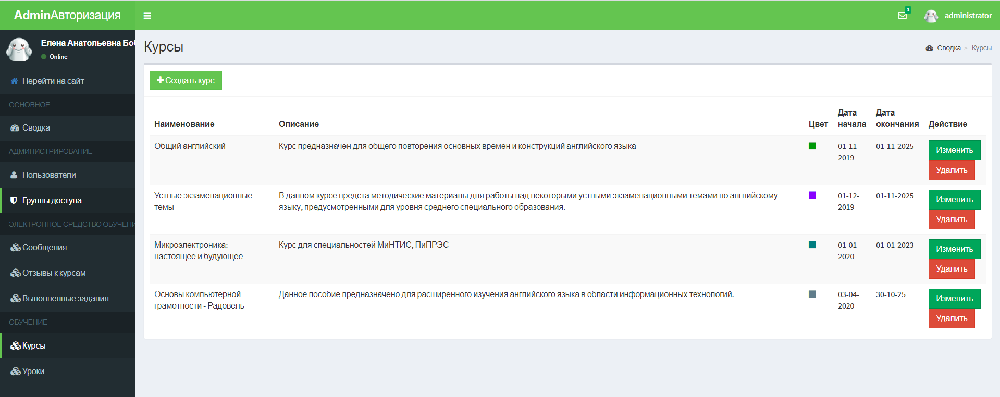 AdminАвторизация
1
administrator
Елена Анатольевна
Online
Перейти на сайт
ОСНОВНОЕ
Сводка
АДМИНИСТРИРОВАНИЕ
Пользователи
Группы доступа
ЭЛЕКТРОННОЕ СРЕДСТВО
Сообщения
Отзывы к курсам
Выполненные задания
ОБУЧЕНИЕ
Курсы
Уроки
Курсы
Сводка > Курсы
Создать курс
Наименование Описание Цвет Дата начала Дата окончания Действие
Общий английский
Курс предназначен для общего повторения основных времен и конструкций английского языка
01-11-
2019
01-11-2025
Изменить
Удалить
Устные экзаменационные
темы
В данном курсе предста методические материалы для работы над некоторыми устными экзаменационными темами по английскому
языку, предусмотренными для уровня среднего специального образования.
01-12-
2019
01-11-2025
Изменить
Удалить
Микроэлектроника:
настоящее и будующее
Курс для специальностей МиНТИС, ПиПРЭС
01-01-
2020
01-01-2023
Изменить
Удалить
Основы компьютерной
грамотности - Радовель
Данное пособие предназначено для расширенного изучения английского языка в области информационных технологий.
03-04-
2020
30-10-25
Изменить
Удалить